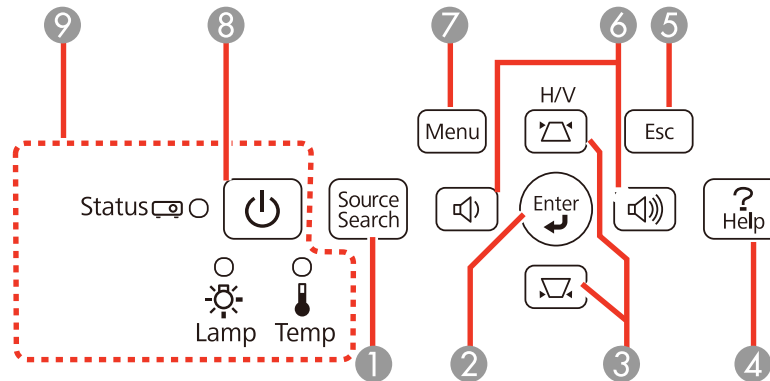 9
8
7
6
5
H/V
Menu
Esc
Status
Source
Search
Enter
?
Help
Lamp
Temp
1
2
3
4